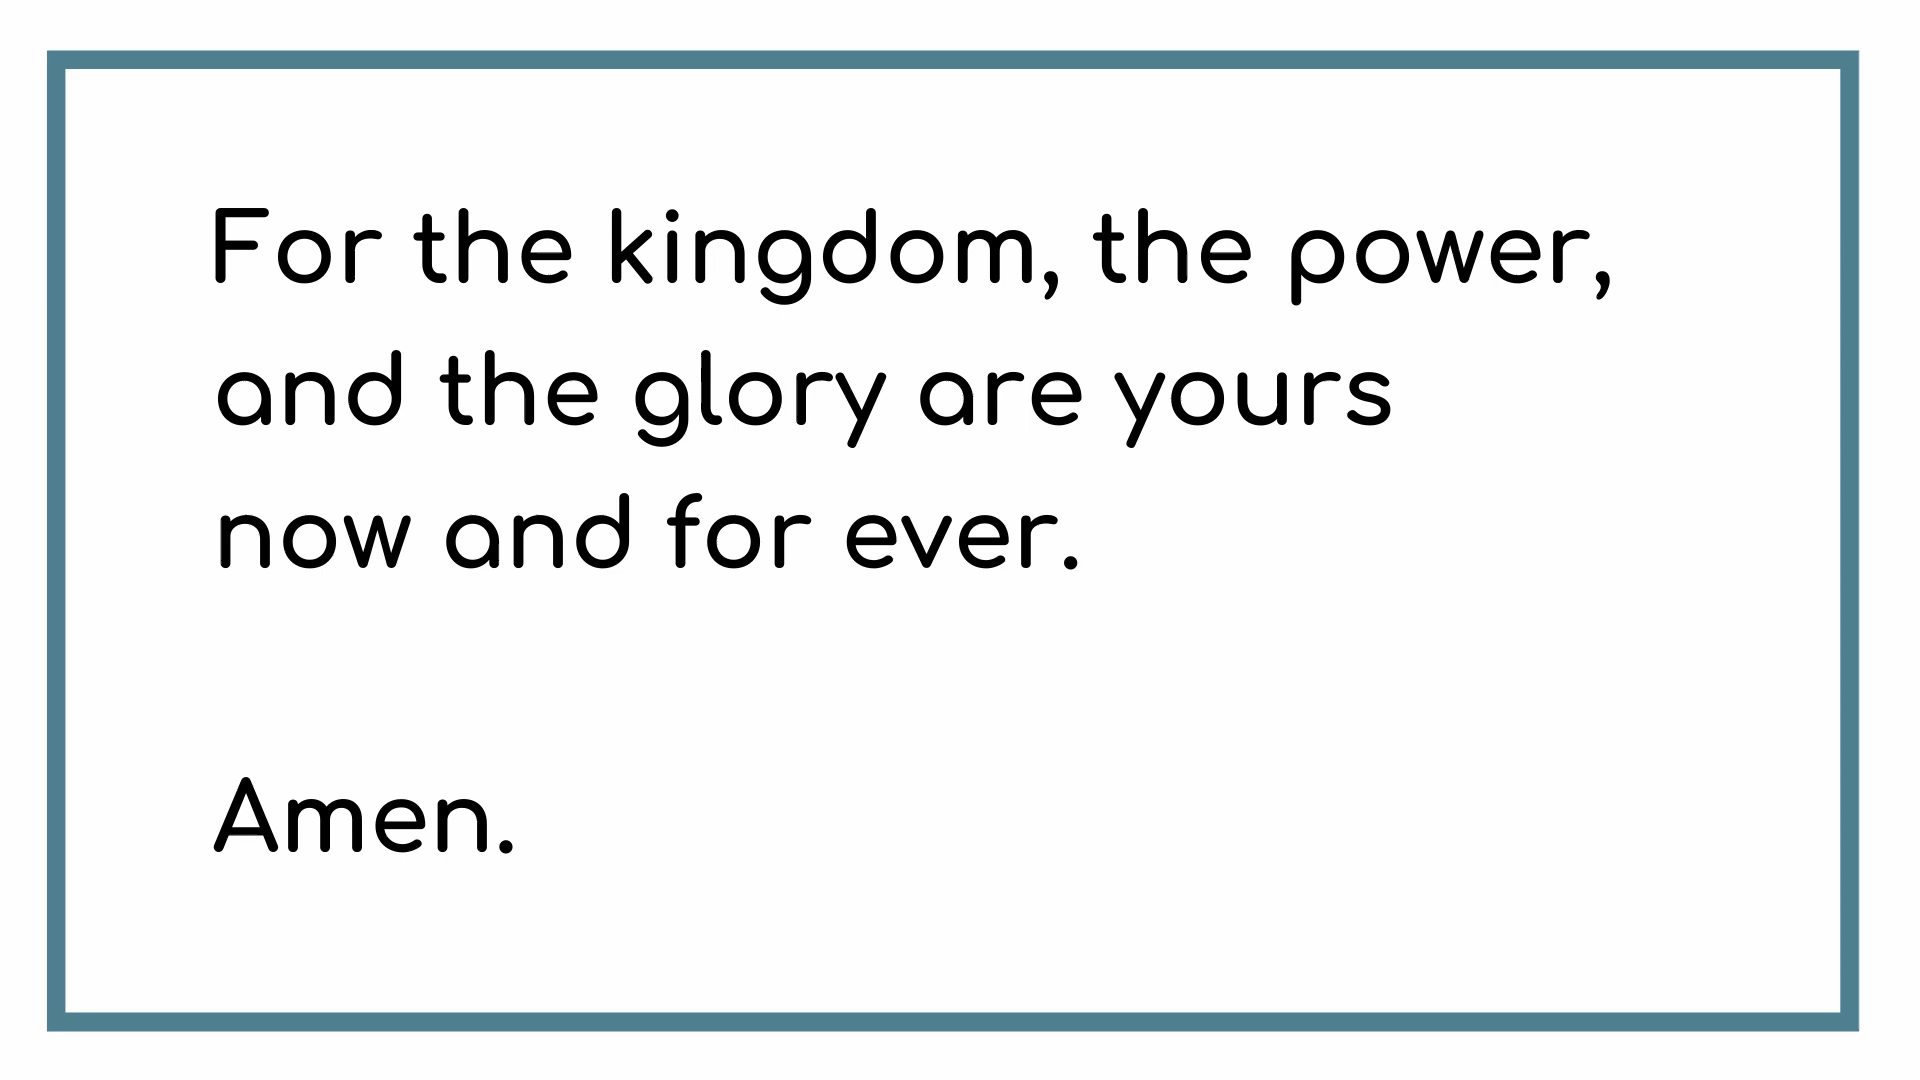 For the kingdom, the power,
and the glory are yours
now and for ever.
Amen.